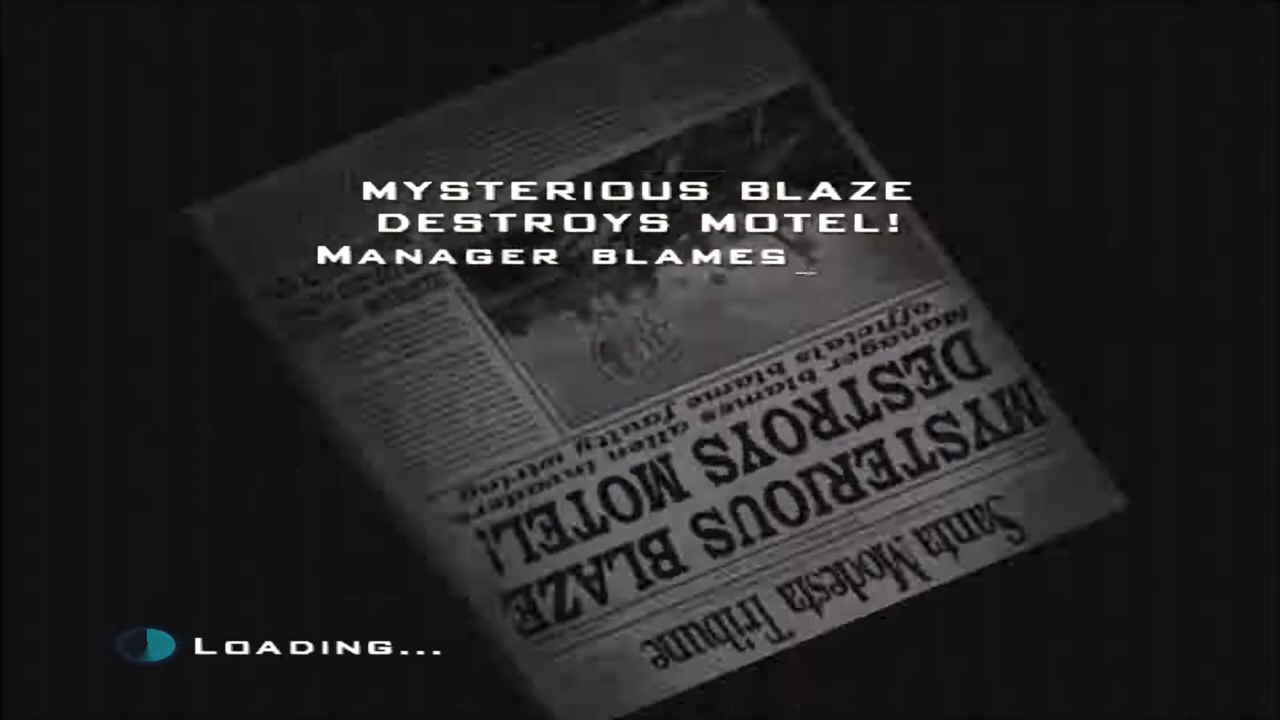 MYSTERIOUS BLAZE
DESTROYS MOTEL!
MANAGER BLAMES_
Santa Modesta Tribune
MYSTERIOUS BLAZE
DESTROYS MOTEL!
Manager blames alien invaders
officials blame faulty wiring
LOADING...